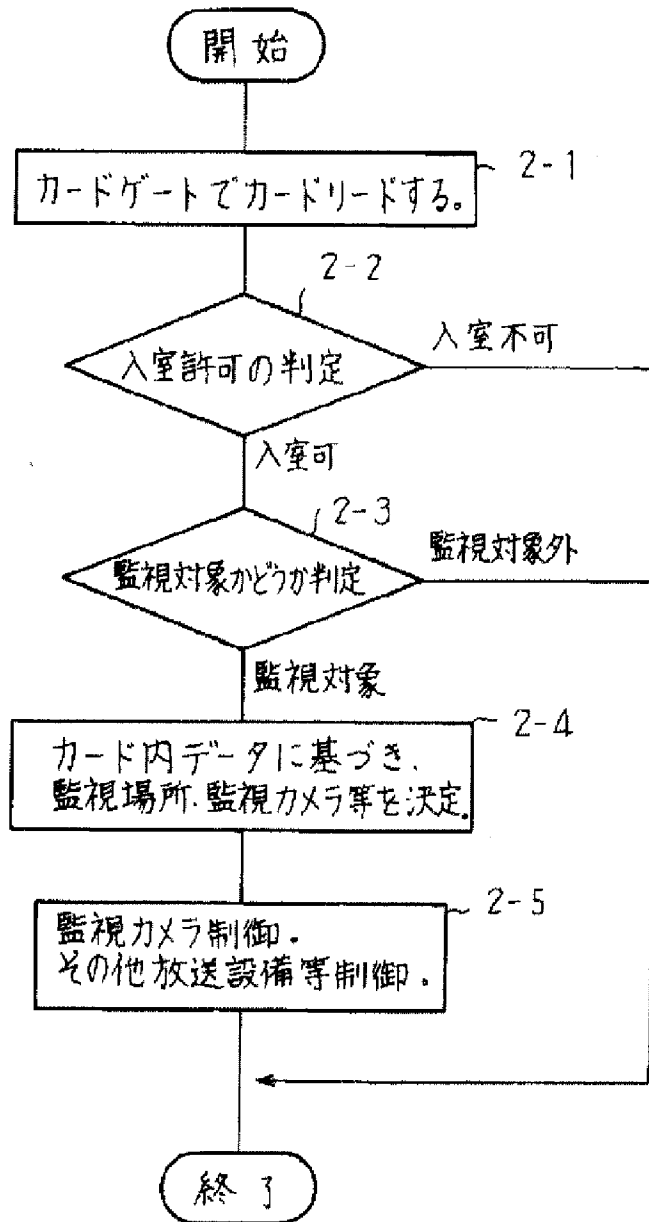 開始
2-1
カードゲートでカードリードする。
2-2
入室許可の判定
入室不可
入室可
2-3
監視対象かどうか判定
監視対象外
監視対象
2-4
カード内データに基づき、
監視場所、監視カメラ等を決定。
2-5
監視カメラ制御。
その他放送設備等制御。
終了